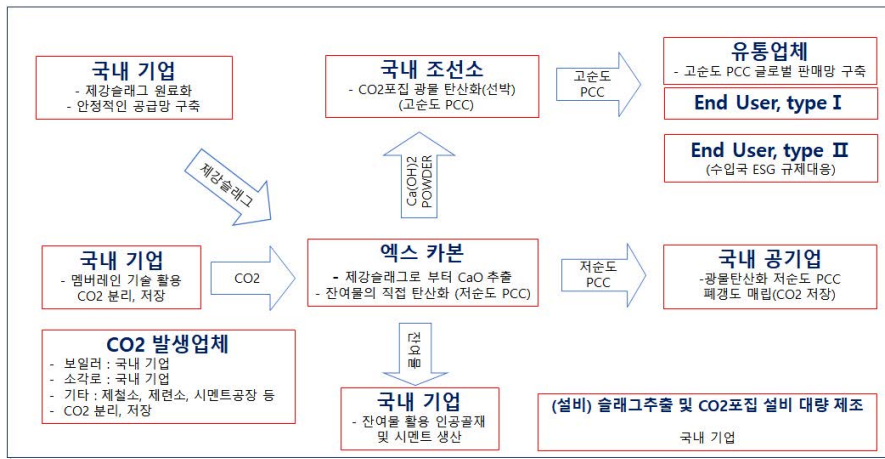 국내 기업
- 제강슬래그 원료화
- 안정적인 공급망 구축
국내 조선소
- CO2포집 광물 탄산화(선박)
(고순도 PCC)
고순도
PCC
유통업체
- 고순도 PCC 글로벌 판매망 구축
End User, type I
End User, type Ⅱ
(수입국 ESG 규제대응)
제강슬래그
Ca(OH)2
POWDER
국내 기업
- 멤버레인 기술 활용
CO2 분리, 저장
CO2
엑스 카본
- 제강슬래그로 부터 CaO 추출
- 잔여물의 직접 탄산화 (저순도 PCC)
저순도
PCC
국내 공기업
-광물탄산화 저순도 PCC
폐갱도 매립(CO2 저장)
CO2 발생업체
- 보일러 : 국내 기업
- 소각로 : 국내 기업
- 기타 : 제철소, 제련소, 시멘트공장 등
- CO2 분리, 저장
잔여물
국내 기업
- 잔여물 활용 인공골재
및 시멘트 생산
(설비) 슬래그추출 및 CO2포집 설비 대량 제조
국내 기업